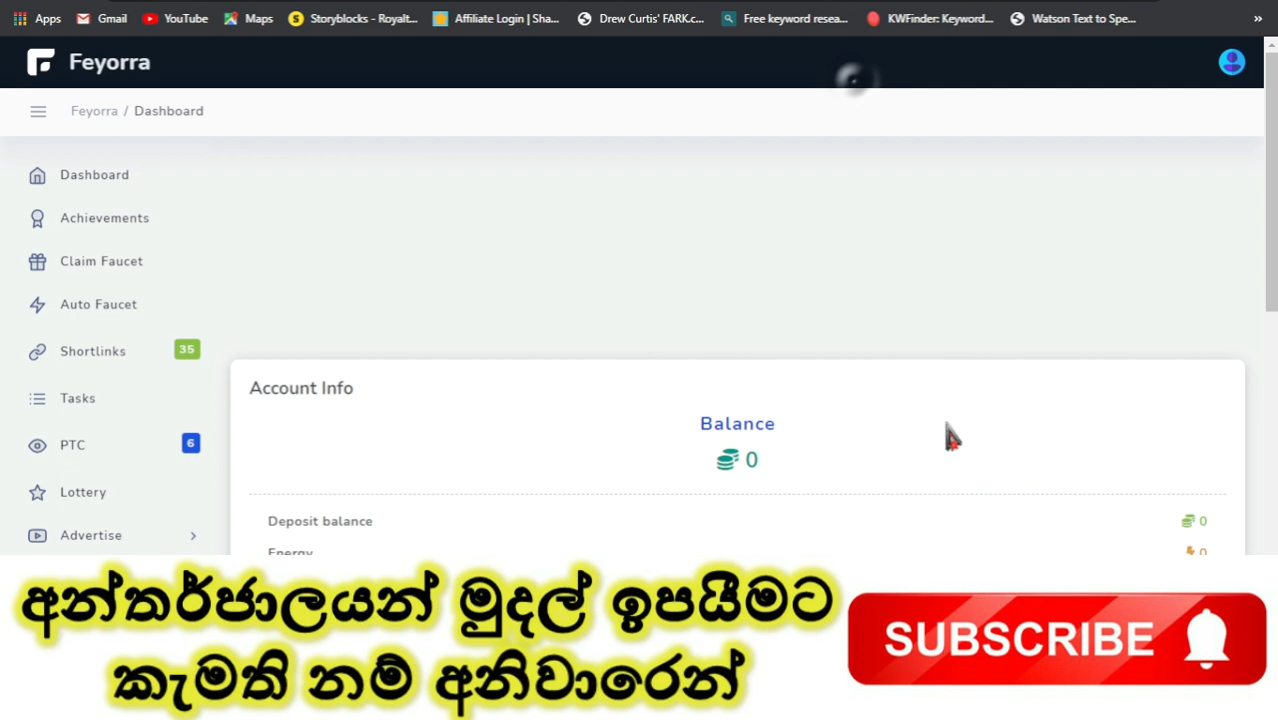 Apps Gmail YouTube Maps Storyblocks - Royalt... Affiliate Login | Sha... Drew Curtis' FARK.c... Free keyword resea... KWFinder: Keyword... Watson Text to Spe... »
Feyorra
Feyorra / Dashboard
Dashboard
Achievements
Claim Faucet
Auto Faucet
Shortlinks 35
Tasks
PTC 6
Lottery
Advertise
Account Info
Balance
0
Deposit balance 0
Energy 0
අන්තර්ජාලයන් මුදල් ඉපයීමට
කැමති නම් අනිවාරෙන්
SUBSCRIBE